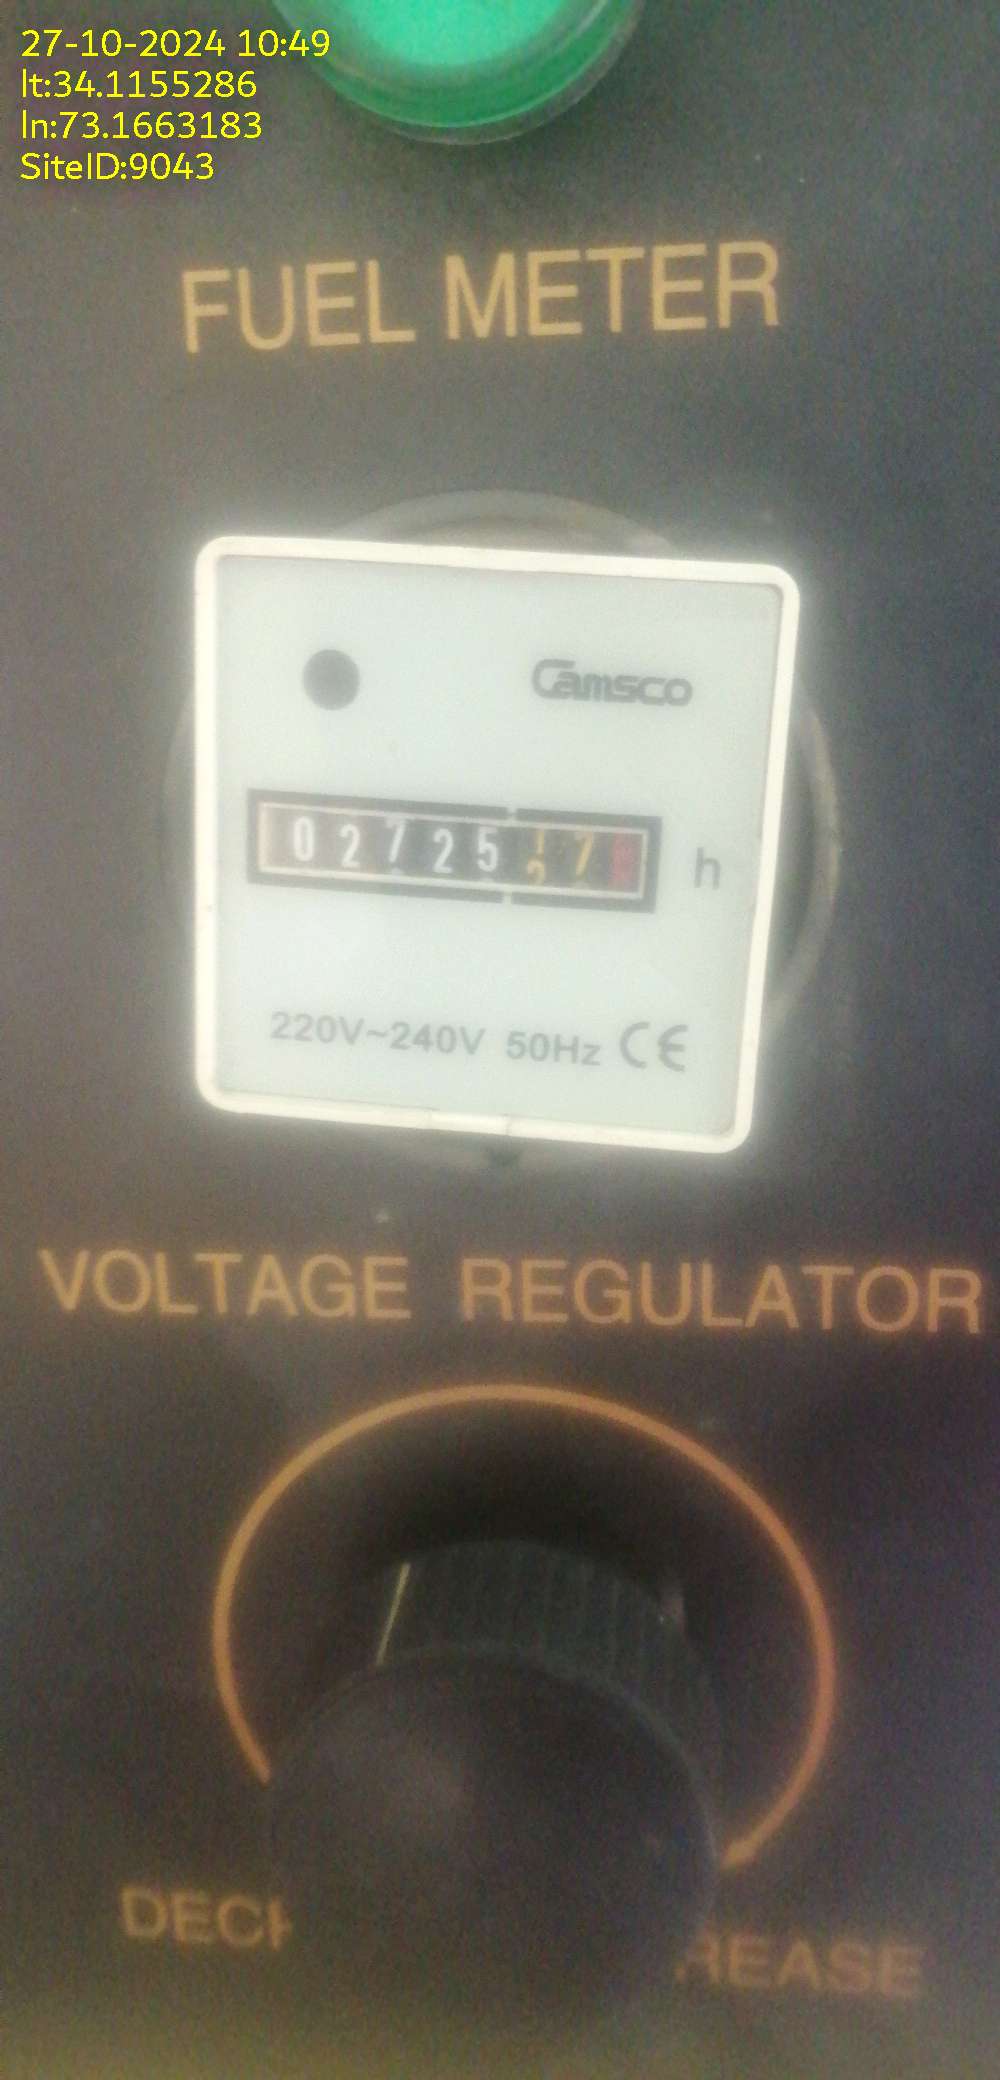 27-10-2024 10:49
lt:34.1155286
ln:73.1663183
SiteID:9043
FUEL METER
Camsco
02725 7
h
220V~240V 50Hz CE
VOLTAGE REGULATOR